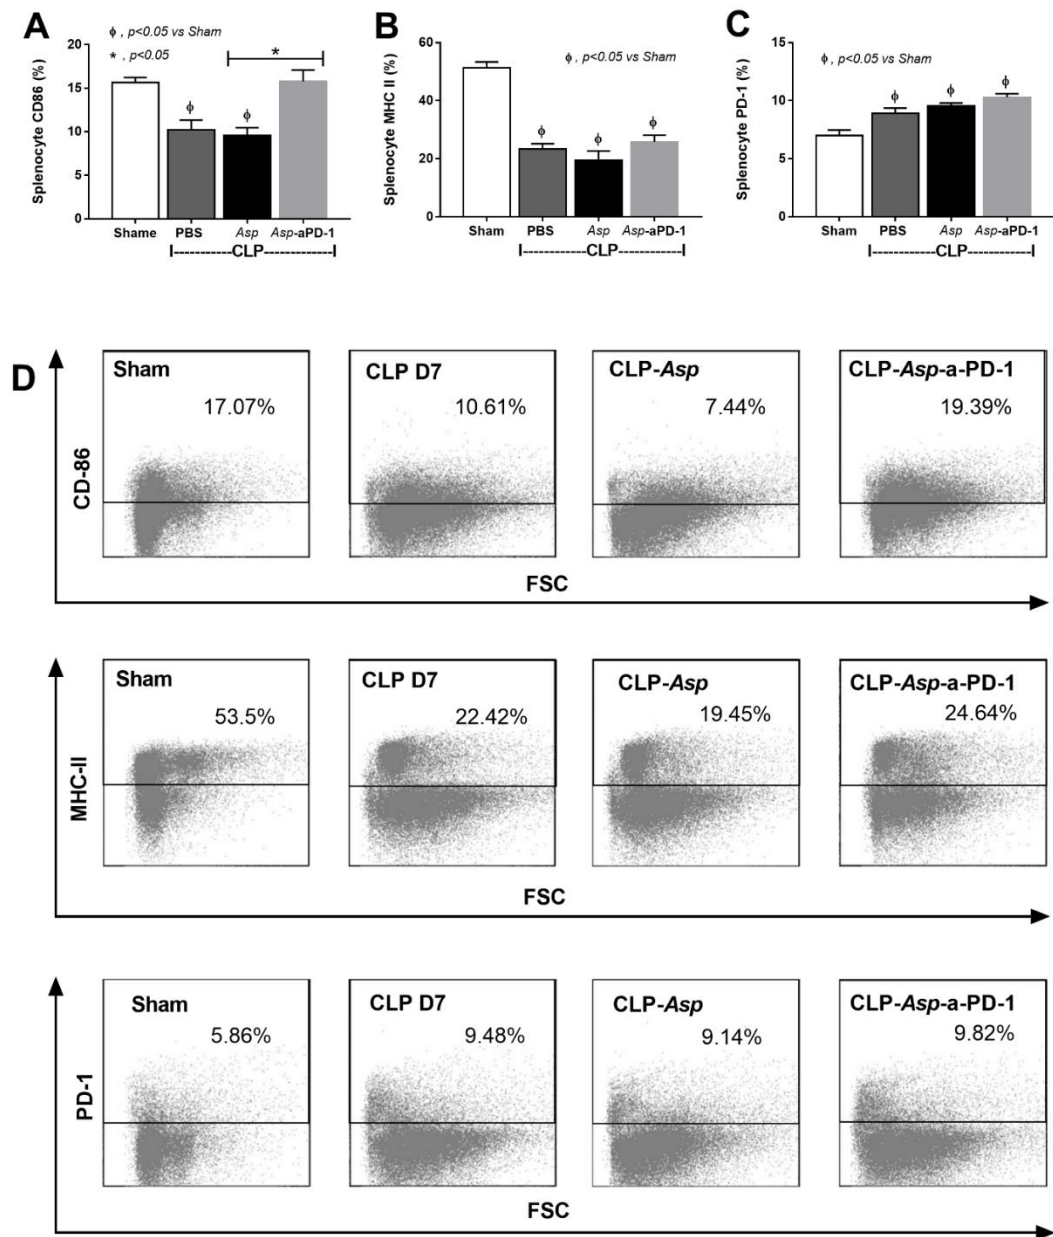 A
ϕ , p<0.05 vs Sham
* , p<0.05
*
Splenocyte CD86 (%)
20
15
10
5
0
ϕ
ϕ
Shame PBS Asp Asp-aPD-1
CLP
B
ϕ, p<0.05 vs Sham
Splenocyte MHC II (%)
60
40
20
0
ϕ
ϕ
ϕ
Sham PBS Asp Asp-aPD-1
CLP
C
ϕ , p<0.05 vs Sham
Splenocyte PD-1 (%)
15
10
5
0
ϕ
ϕ
ϕ
Sham PBS Asp Asp-aPD-1
CLP
D
CD-86
Sham
17.07%
CLP D7
10.61%
CLP-Asp
7.44%
CLP-Asp-a-PD-1
19.39%
FSC
MHC-II
Sham
53.5%
CLP D7
22.42%
CLP-Asp
19.45%
CLP-Asp-a-PD-1
24.64%
FSC
PD-1
Sham
5.86%
CLP D7
9.48%
CLP-Asp
9.14%
CLP-Asp-a-PD-1
9.82%
FSC